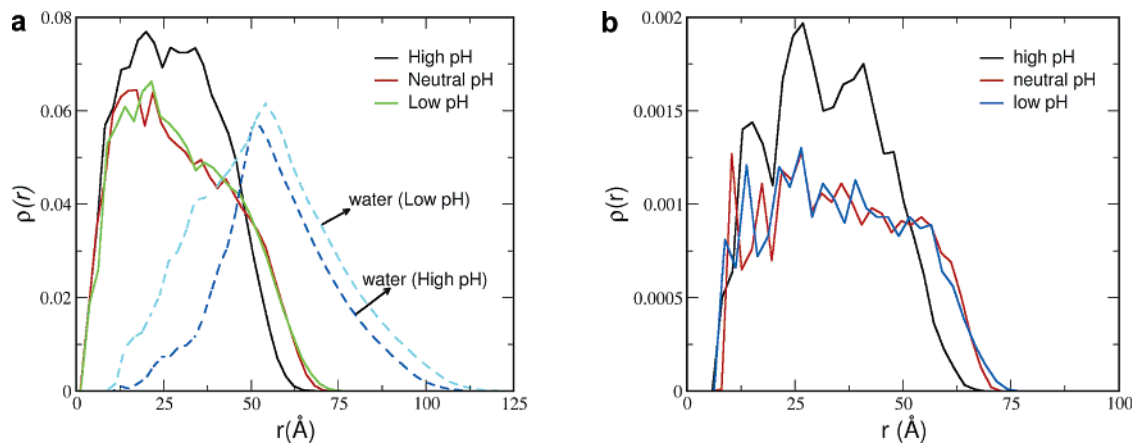 a
0.08
0.06
0.04
0.02
0
ρ(r)
High pH
Neutral pH
Low pH
water (Low pH)
water (High pH)
0 25 50 75 100 125
r(Å)
b
0.002
0.0015
0.001
0.0005
0
ρ(r)
high pH
neutral pH
low pH
0 25 50 75 100
r (Å)